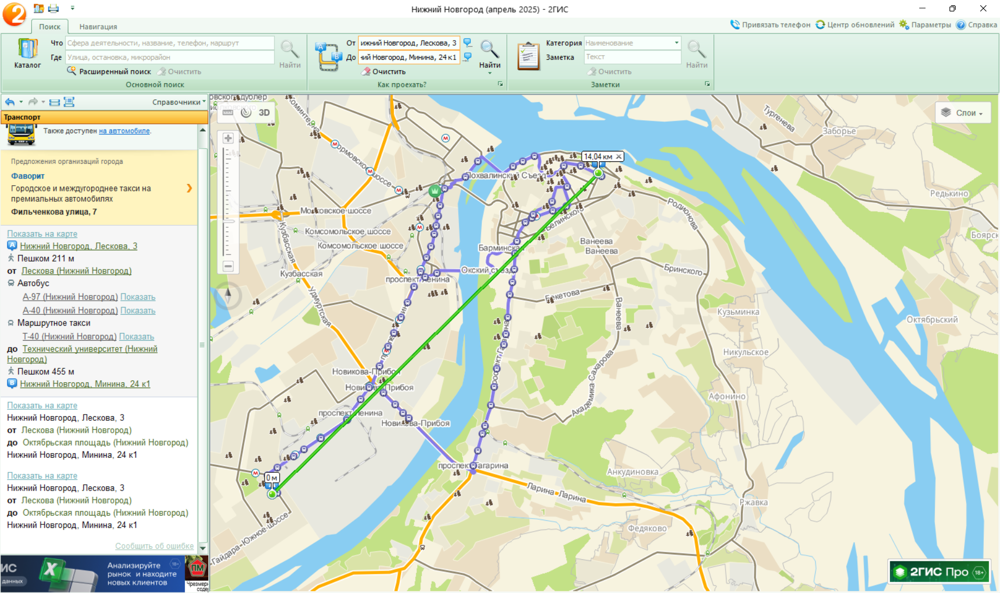 Нижний Новгород (апрель 2025) - 2ГИС
Поиск
Навигация
Привязать телефон
Центр обновлений
Параметры
Справка
Каталог
Что
Сфера деятельности, название, телефон, маршрут
Где
Улица, остановка, микрорайон
Расширенный поиск
Очистить
Найти
Основной поиск
От
ижний Новгород, Лескова, 3
До
ий Новгород, Минина, 24 к1
Очистить
Найти
Как проехать?
Категория
Наименование
Заметка
Текст
Очистить
Найти
Заметки
Справочники
Транспорт
Также доступен на автомобиле.
Предложения организаций города
Фаворит
Городское и междугороднее такси на
премиальных автомобилях
Фильченкова улица, 7
Показать на карте
A Нижний Новгород, Лескова, 3
Пешком 211 м
от Лескова (Нижний Новгород)
Автобус
А-97 (Нижний Новгород) Показать
А-40 (Нижний Новгород) Показать
Маршрутное такси
Т-40 (Нижний Новгород) Показать
до Технический университет (Нижний
Новгород)
Пешком 455 м
B Нижний Новгород, Минина, 24 к1
Показать на карте
Нижний Новгород, Лескова, 3
от Лескова (Нижний Новгород)
до Октябрьская площадь (Нижний Новгород)
Нижний Новгород, Минина, 24 к1
Показать на карте
Нижний Новгород, Лескова, 3
от Лескова (Нижний Новгород)
до Октябрьская площадь (Нижний Новгород)
Нижний Новгород, Минина, 24 к1
Сообщить об ошибке
ИС
данных
Анализируйте
рынок и находите
новых клиентов
18+
ПМ
3D
Слои
14,04 км
0 м
Тургенева
Заборье
Редькино
Похвалинский Съезд
Московское шоссе
Комсомольское шоссе
Комсомольское шоссе
Кузбасская
Кузбасская
Удмуртская
проспект Ленина
Окский съезд
Барминская
Белинского
Родионова
Ванеева
Ванеева
Ванеева
Бринского
Бекетова
Кузьминка
Октябрьский
Никульское
Афонино
Академика Сахарова
Новикова-Прибоя
Новикова-Прибоя
Новикова-Прибоя
проспект Ленина
проспект Гагарина
проспект Гагарина
Ларина
Ларина
Анкудиновка
Ржавка
Федяково
Гайдара
Южное шоссе
2ГИС Про 18+